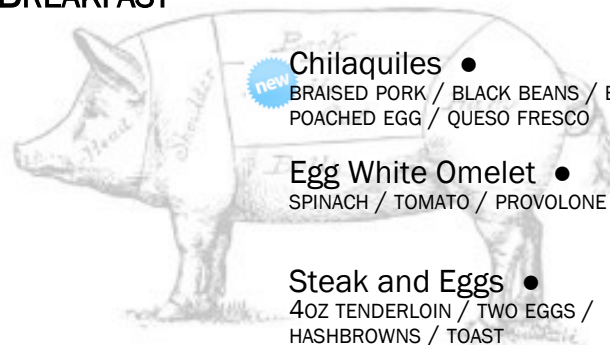 BREAKFAST
Chilaquiles ●
new
BRAISED PORK / BLACK BEANS /
POACHED EGG / QUESO FRESCO
Egg White Omelet ●
SPINACH / TOMATO / PROVOLONE
Steak and Eggs ●
4OZ TENDERLOIN / TWO EGGS /
HASHBROWNS / TOAST
Head
Shoulder